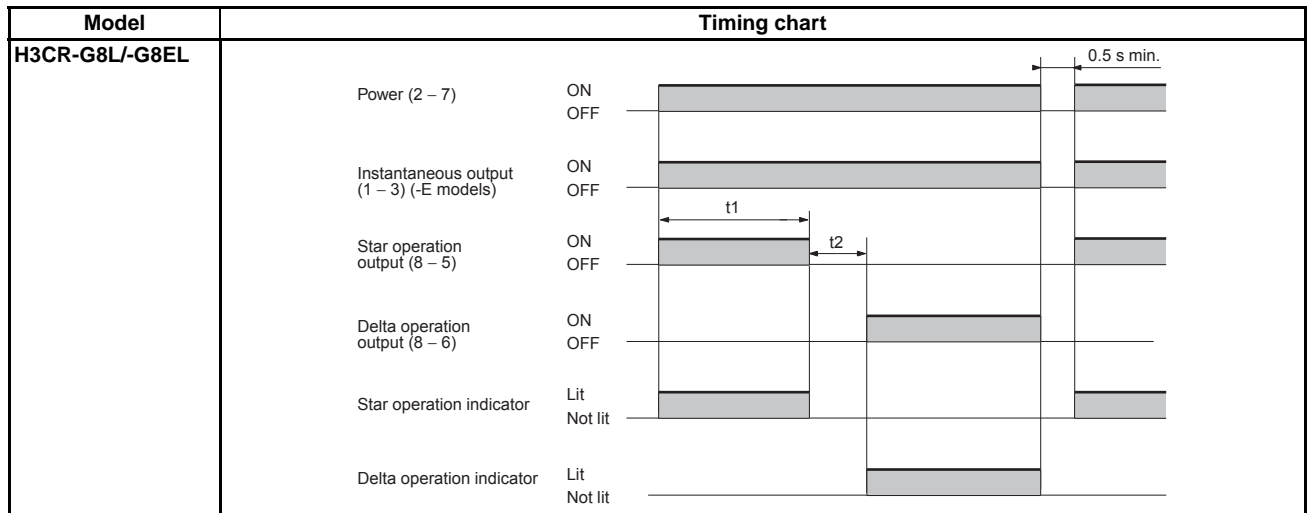 Model Timing chart
H3CR-G8L/-G8EL
0.5 s min.
Power (2 – 7) ON
OFF
Instantaneous output
(1 – 3) (-E models) ON
OFF
t1
Star operation
output (8 – 5) ON
OFF
t2
Delta operation
output (8 – 6) ON
OFF
Star operation indicator Lit
Not lit
Delta operation indicator Lit
Not lit